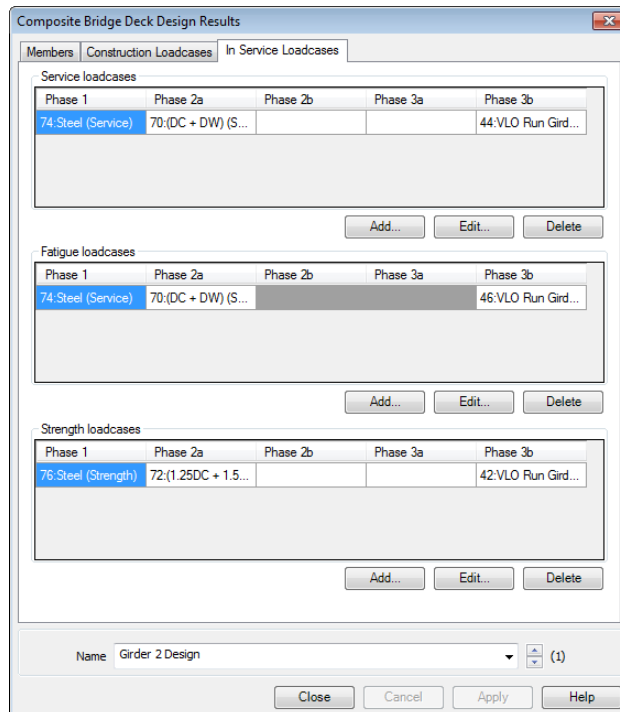 Composite Bridge Deck Design Results
Members Construction Loadcases In Service Loadcases
Service loadcases
Phase 1 Phase 2a Phase 2b Phase 3a Phase 3b
74:Steel (Service) 70:(DC + DW) (S... 44:VLO Run Gird...
Add... Edit... Delete
Fatigue loadcases
Phase 1 Phase 2a Phase 2b Phase 3a Phase 3b
74:Steel (Service) 70:(DC + DW) (S... 46:VLO Run Gird...
Add... Edit... Delete
Strength loadcases
Phase 1 Phase 2a Phase 2b Phase 3a Phase 3b
76:Steel (Strength) 72:(1.25DC + 1.5... 42:VLO Run Gird...
Add... Edit... Delete
Name Girder 2 Design (1)
Close Cancel Apply Help